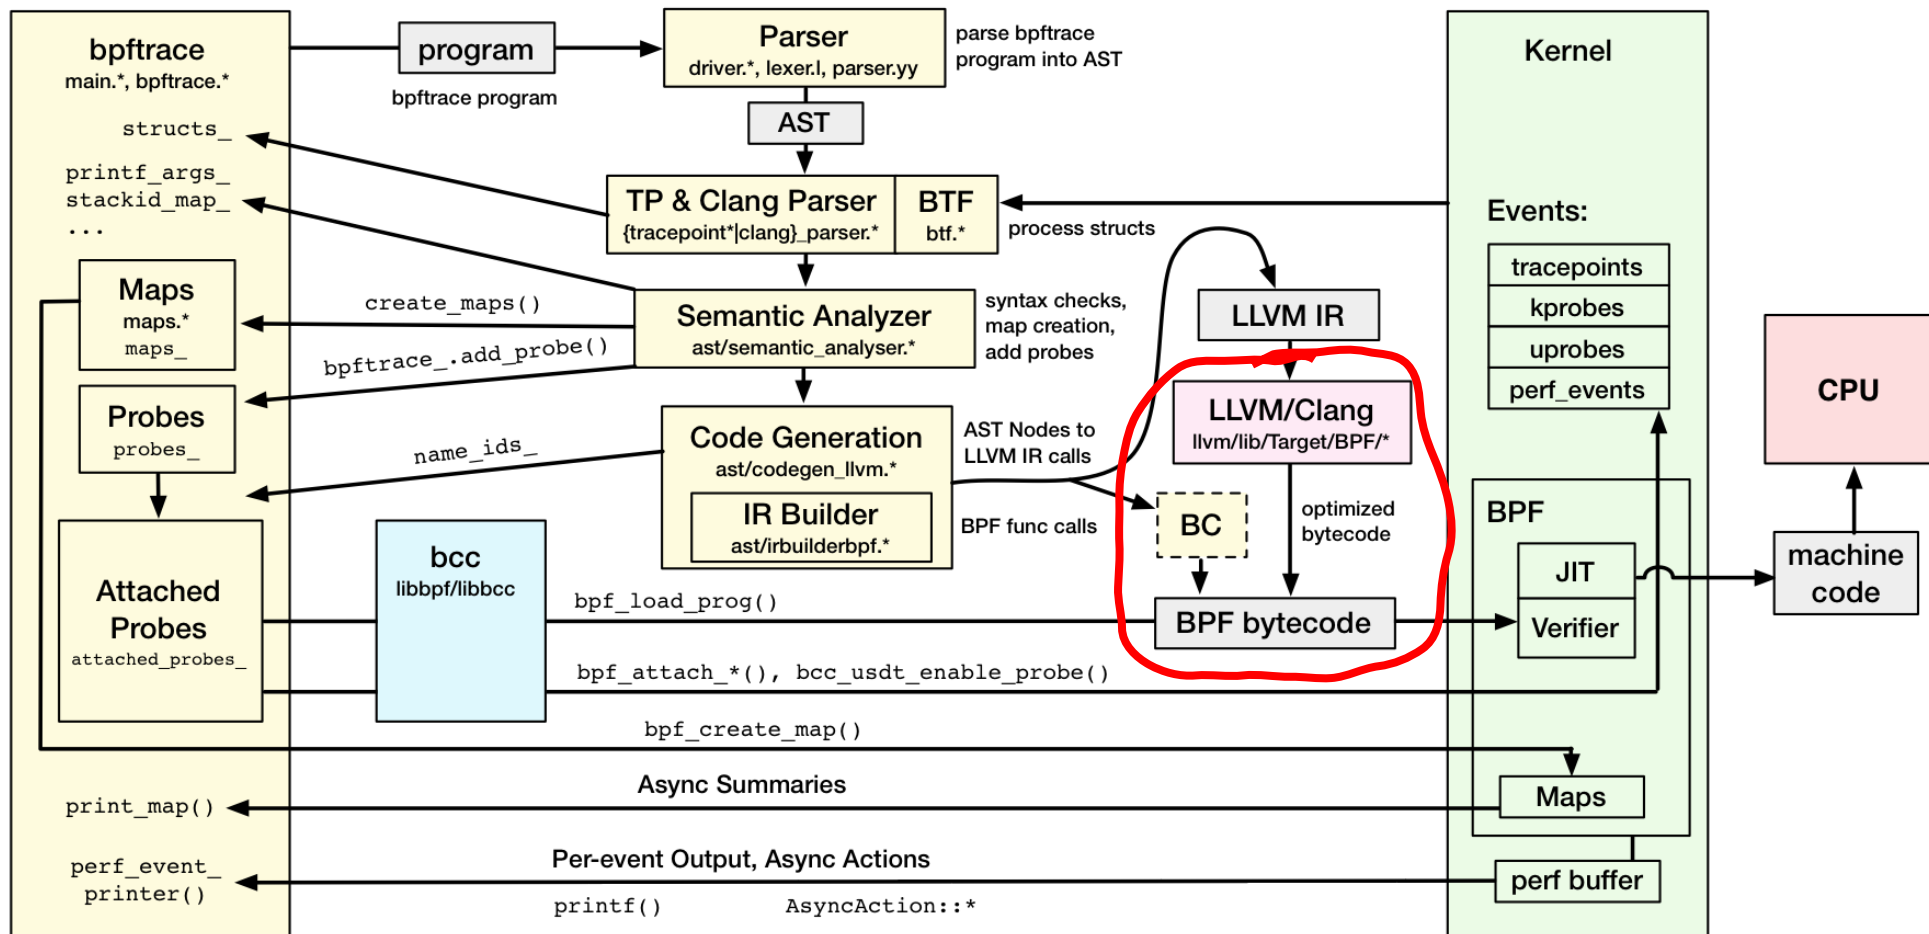 bpftrace
main.*, bpftrace.*
structs_
printf_args_
stackid_map_
...
Maps
maps.*
maps_
Probes
probes_
Attached
Probes
attached_probes_
print_map()
perf_event_
printer()
program
bpftrace program
Parser
driver.*, lexer.l, parser.yy
parse bpftrace
program into AST
AST
TP & Clang Parser
{tracepoint*|clang}_parser.*
BTF
btf.*
process structs
create_maps()
bpftrace_.add_probe()
name_ids_
Semantic Analyzer
ast/semantic_analyser.*
syntax checks,
map creation,
add probes
Code Generation
ast/codegen_llvm.*
IR Builder
ast/irbuilderbpf.*
AST Nodes to
LLVM IR calls
BPF func calls
LLVM IR
LLVM/Clang
llvm/lib/Target/BPF/*
BC
optimized
bytecode
BPF bytecode
bcc
libbpf/libbcc
bpf_load_prog()
bpf_attach_*(), bcc_usdt_enable_probe()
bpf_create_map()
Async Summaries
Per-event Output, Async Actions
printf()
AsyncAction::*
Kernel
Events:
tracepoints
kprobes
uprobes
perf_events
BPF
JIT
Verifier
Maps
perf buffer
CPU
machine
code